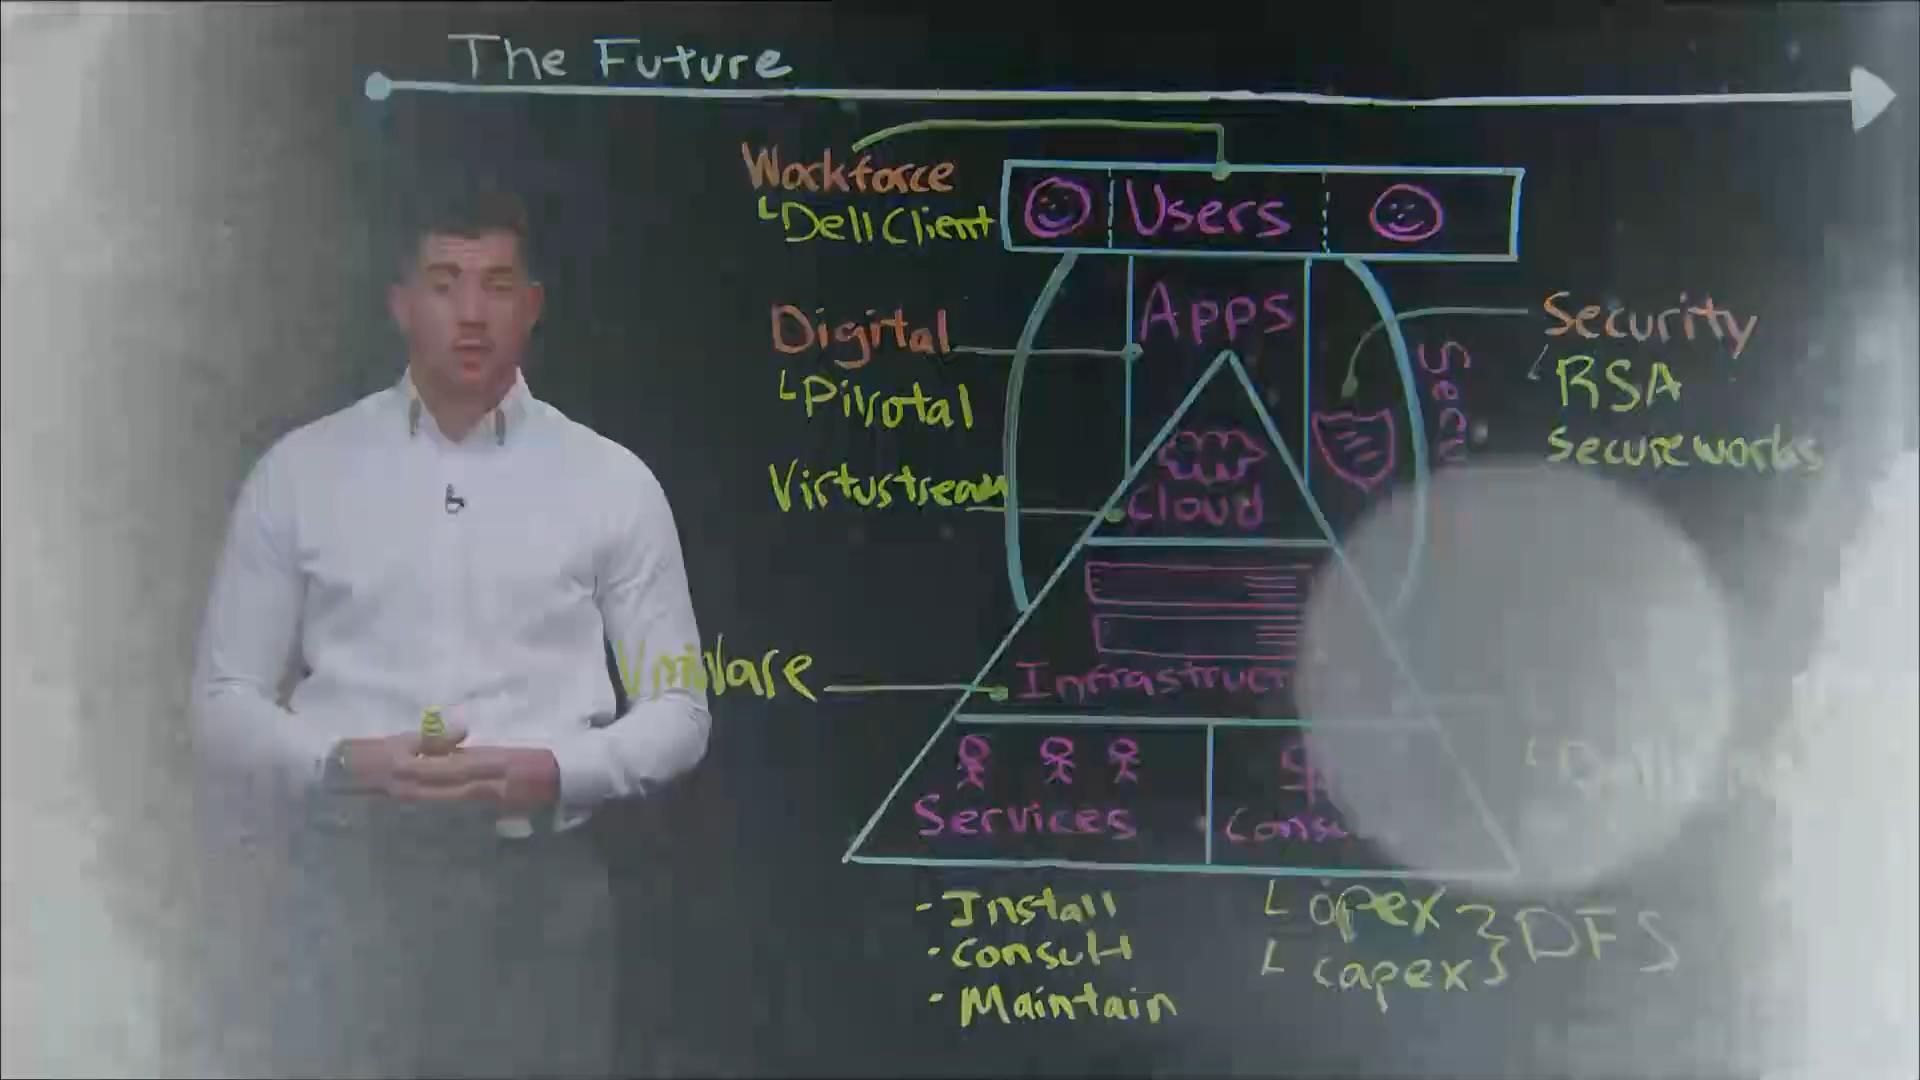 The Future
Workforce
Dell Client
Users
Digital
Pivotal
Apps
Security
RSA
Secureworks
Virtustream
Cloud
VmWare
Services
- Install
- Consult
- Maintain
opex
capex
DFS